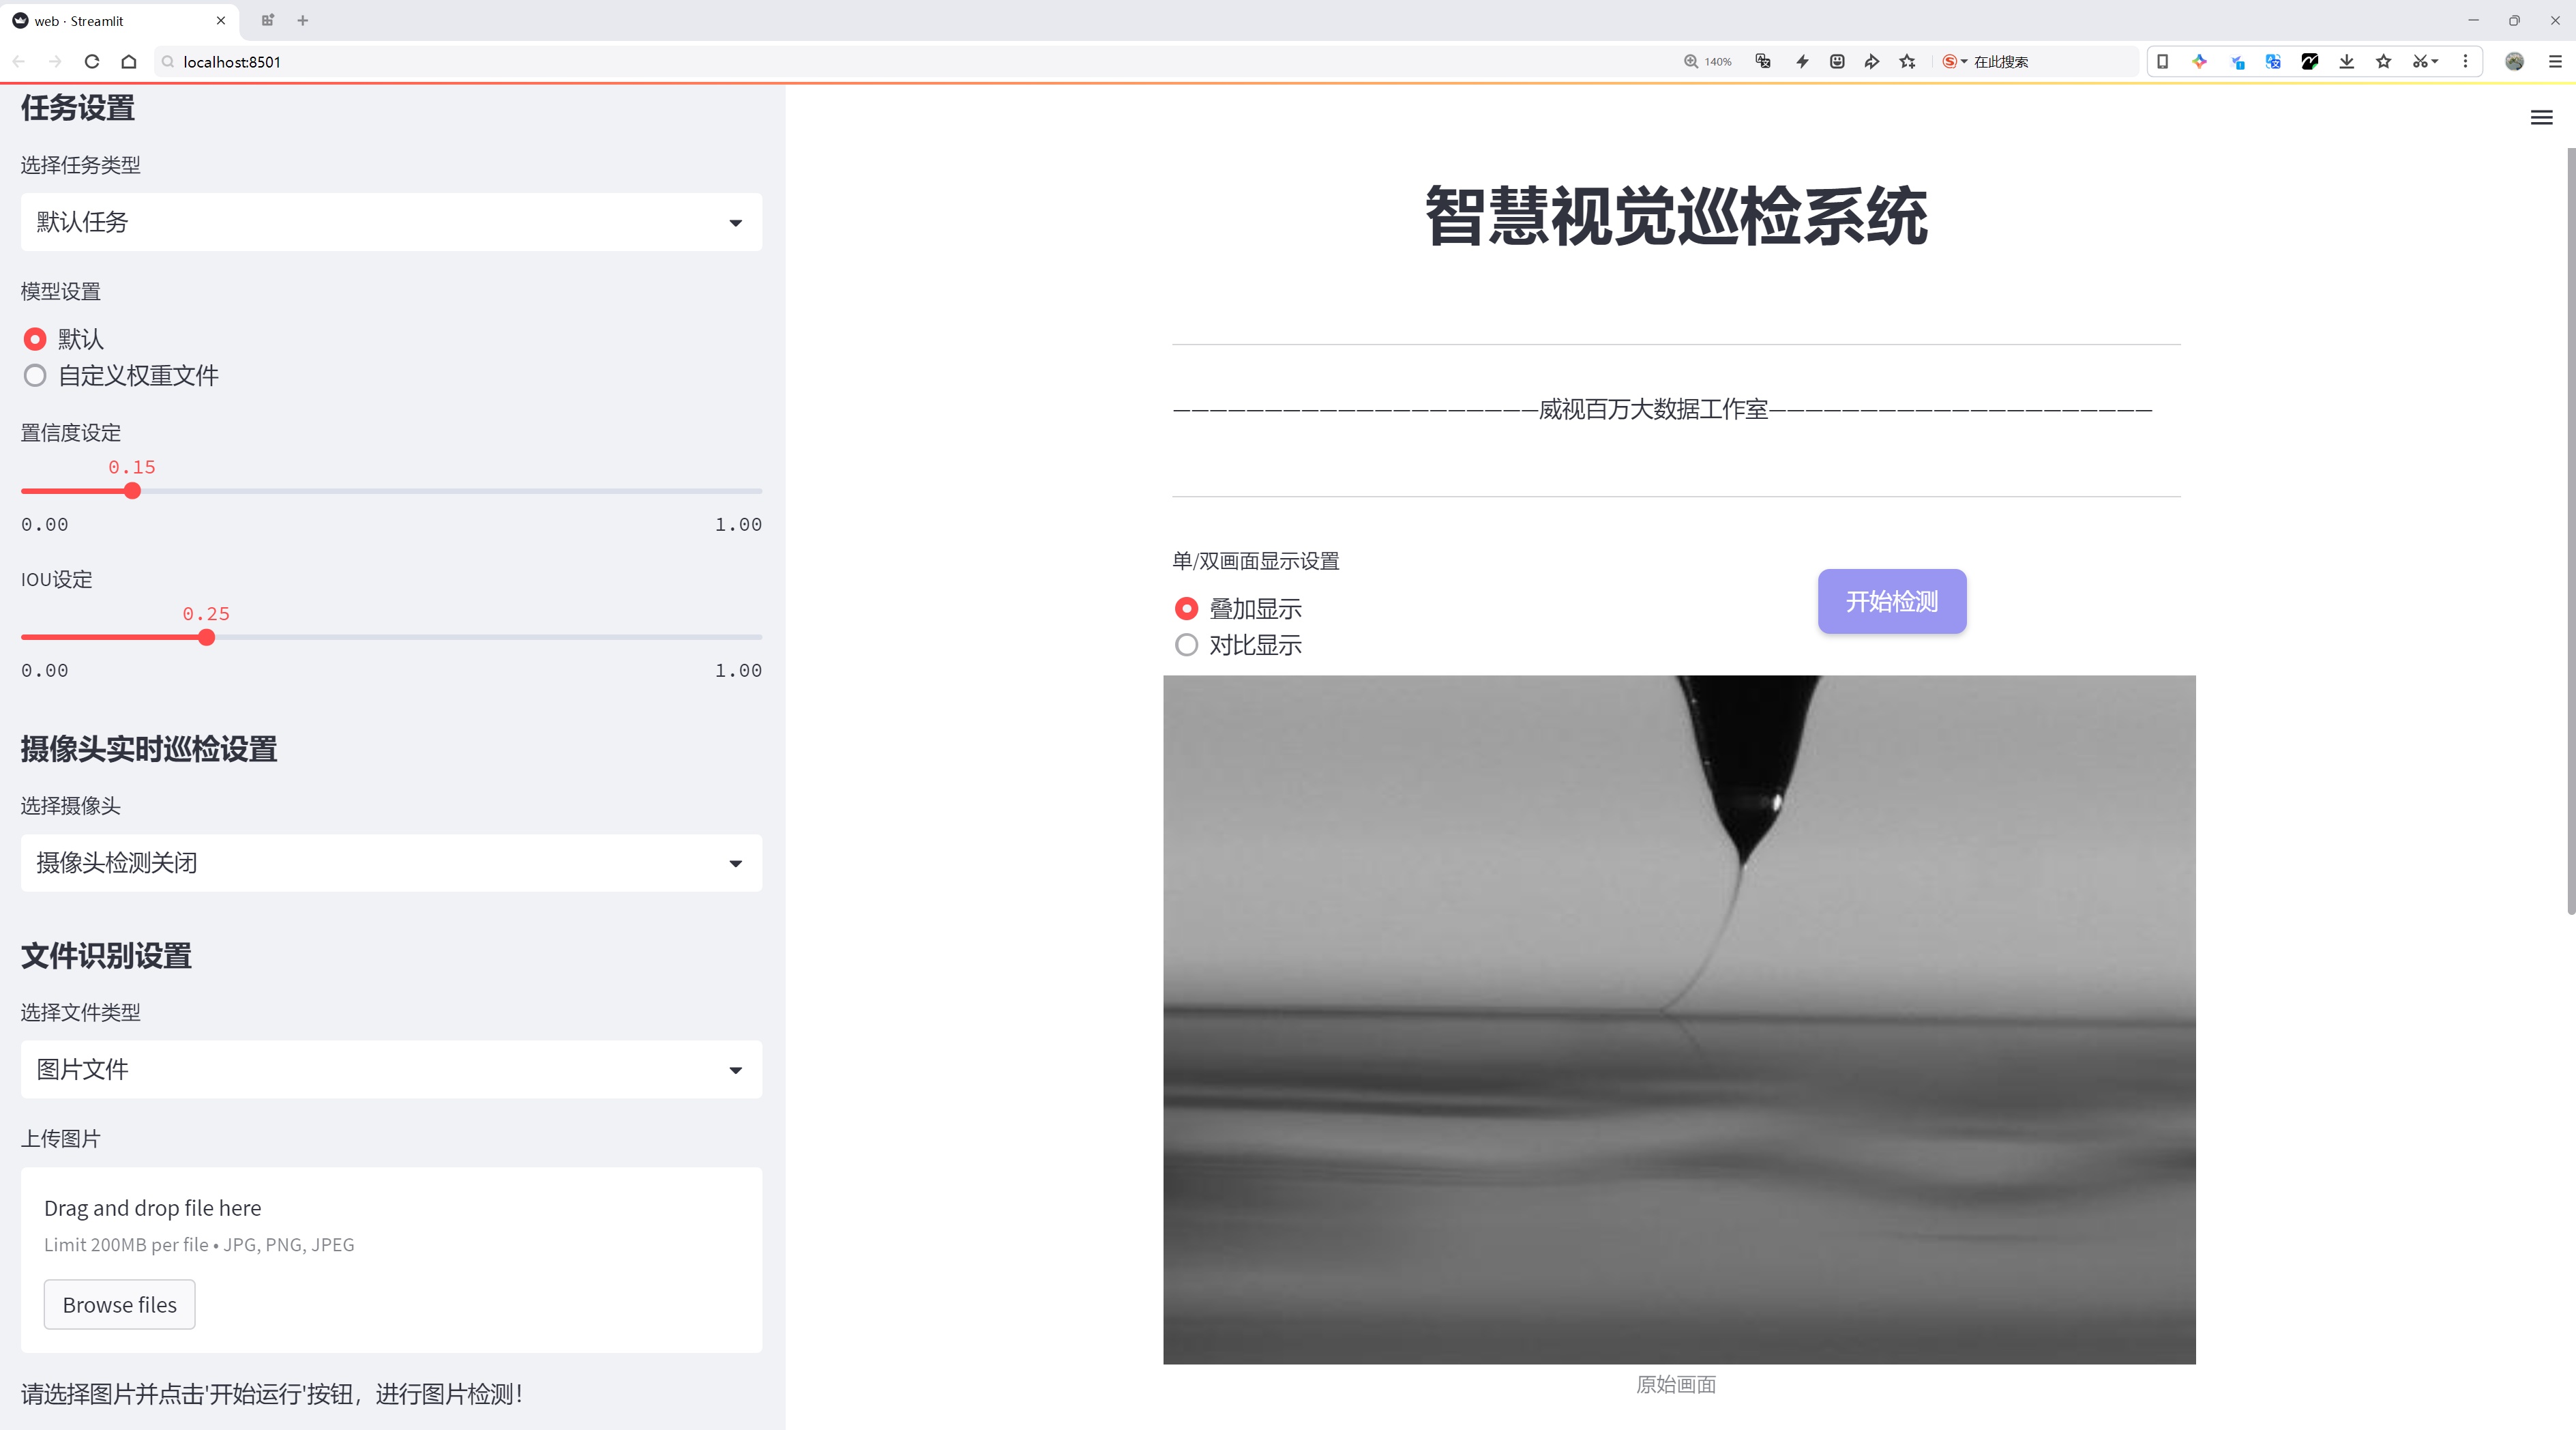 web · Streamlit
localhost:8501
140%
在此搜索
任务设置
选择任务类型
默认任务
模型设置
默认
自定义权重文件
置信度设定
0.15
0.00
1.00
IOU设定
0.25
0.00
1.00
摄像头实时巡检设置
选择摄像头
摄像头检测关闭
文件识别设置
选择文件类型
图片文件
上传图片
Drag and drop file here
Limit 200MB per file • JPG, PNG, JPEG
Browse files
请选择图片并点击'开始运行'按钮，进行图片检测！
智慧视觉巡检系统
————————————————————威视百万大数据工作室—————————————————————
单/双画面显示设置
叠加显示
对比显示
开始检测
原始画面